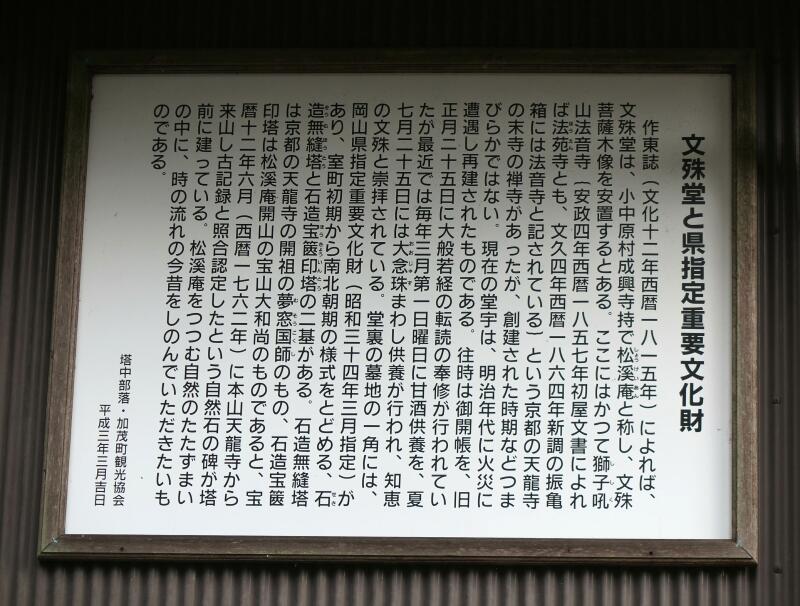 文殊堂と県指定重要文化財
作東誌（文化十二年西暦一八一五年）によれば、
文殊堂は、小中原村成興寺持で松溪庵と称し、文殊
菩薩木像を安置するとある。ここにはかつて獅子吼
山法音寺（安政四年西暦一八五七年初屋文書によれ
ば法苑寺とも、文久四年西暦一八六四年新調の振亀
箱には法音寺と記されている）という京都の天龍寺
の末寺の禅寺があったが、創建された時期などつま
びらかではない。現在の堂宇は、明治年代に火災に
遭遇し再建されたものである。往時は御開帳を、旧
正月二十五日に大般若経の転読の奉修が行われてい
たが最近では毎年三月第一日曜日に甘酒供養を、夏
七月二十五日には大念珠まわし供養が行われ、知恵
の文殊と崇拝されている。堂裏の墓地の一角には、
岡山県指定重要文化財（昭和三十四年三月指定）が
あり、室町初期から南北朝期の様式をとどめる、石
造無縫塔と石造宝篋印塔の二基がある。石造無縫塔
は京都の天龍寺の開祖の夢窓国師のもの、石造宝篋
印塔は松溪庵開山の宝山大和尚のものであると、宝
暦十二年六月（西暦一七六二年）に本山天龍寺から
来山し古記録と照合認定したという自然石の碑が塔
前に建っている。松溪庵をつつむ自然のたたずまい
の中に、時の流れの今昔をしのんでいただきたいも
のである。
塔中部落・加茂町観光協会
平成三年三月吉日